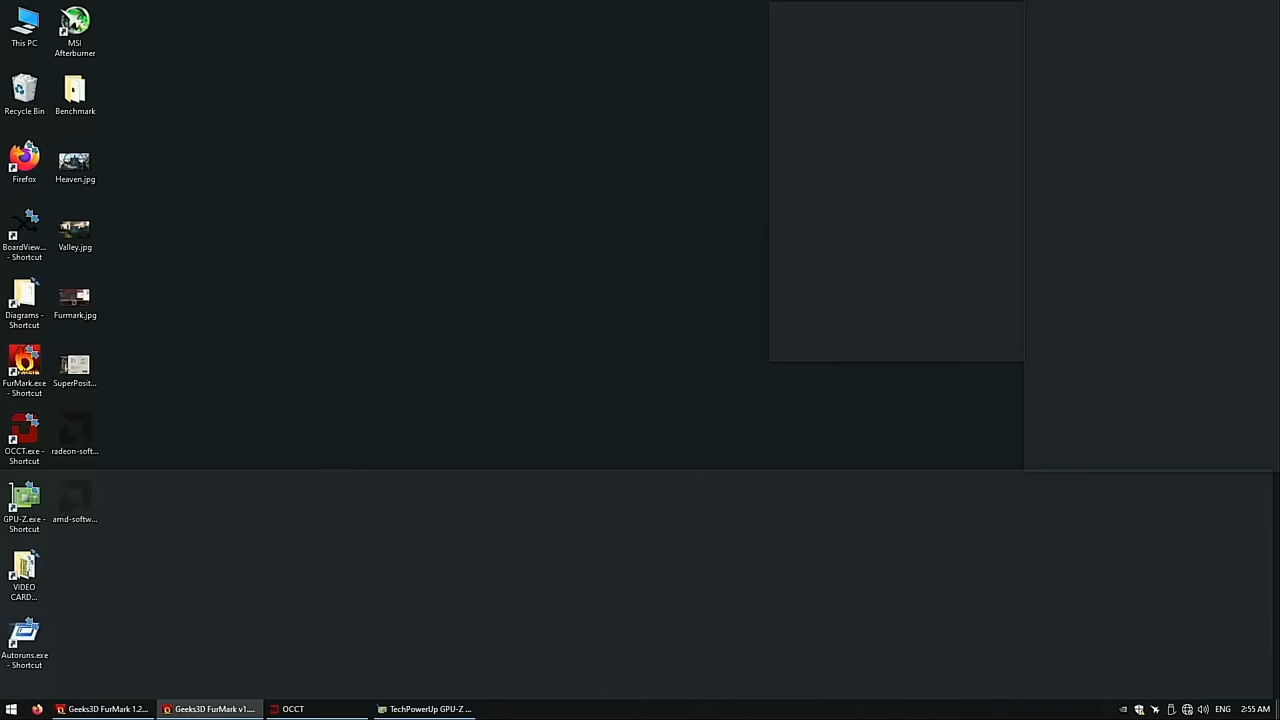 This PC
MSI
Afterburner
Recycle Bin
Benchmark
Firefox
Heaven.jpg
BoardView...
- Shortcut
Valley.jpg
Diagrams -
Shortcut
Furmark.jpg
FurMark.exe
- Shortcut
SuperPosit...
OCCT.exe -
Shortcut
radeon-soft...
GPU-Z.exe -
Shortcut
amd-softw...
VIDEO
CARD...
Autoruns.exe
- Shortcut
Geeks3D FurMark 1.2...
Geeks3D FurMark v1....
OCCT
TechPowerUp GPU-Z ...
ENG
2:55 AM